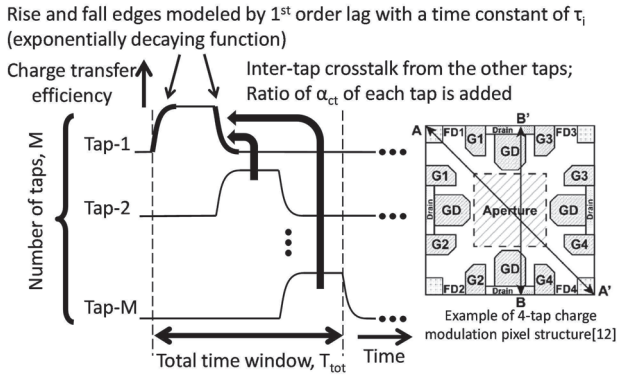 Rise and fall edges modeled by 1st order lag with a time constant of τi
(exponentially decaying function)
Charge transfer
efficiency
Inter-tap crosstalk from the other taps;
Ratio of αct of each tap is added
Number of taps, M
Tap-1
Tap-2
Tap-M
Total time window, Ttot
Time
A
B'
FD1
G1
Drain
G3
FD3
GD
G1
G3
Drain
GD
Aperture
GD
Drain
G2
G4
GD
FD2
G2
Drain
G4
FD4
A'
B
Example of 4-tap charge
modulation pixel structure[12]